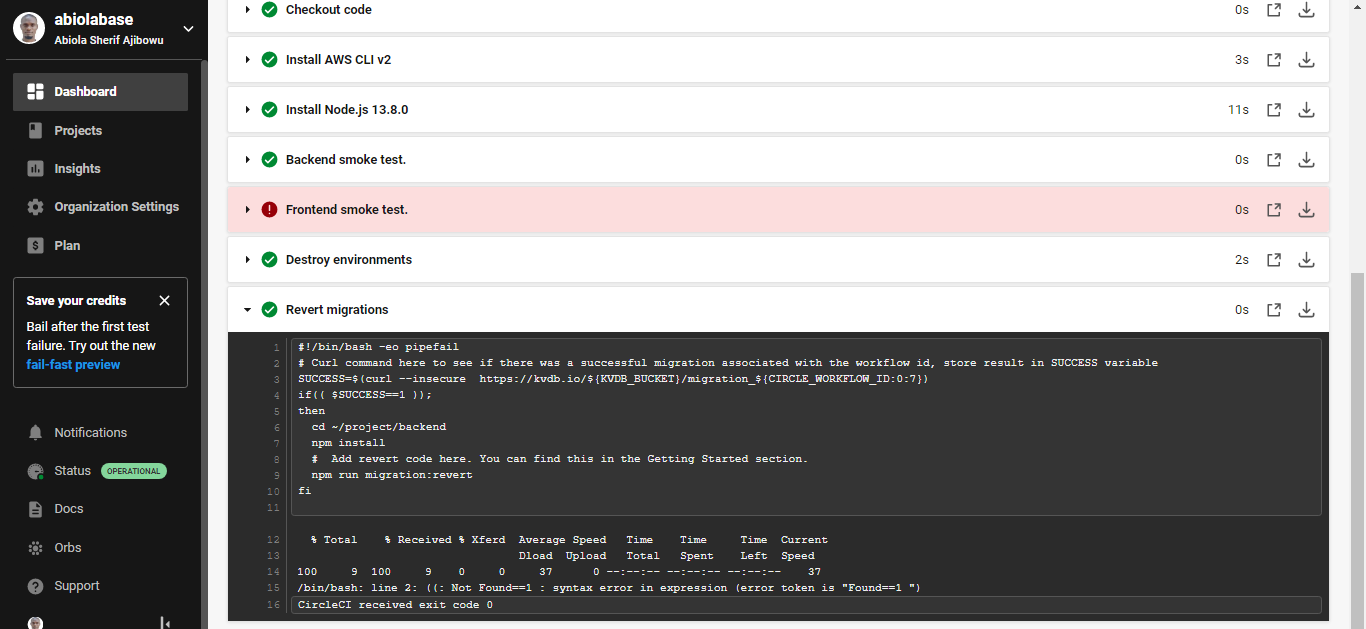 abiolabase
Abiola Sherif Ajibowu
Dashboard
Projects
Insights
Organization Settings
Plan
Save your credits
Bail after the first test
failure. Try out the new
fail-fast preview
Notifications
Status OPERATIONAL
Docs
Orbs
Support
Checkout code 0s
Install AWS CLI v2 3s
Install Node.js 13.8.0 11s
Backend smoke test. 0s
Frontend smoke test. 0s
Destroy environments 2s
Revert migrations 0s
1 #!/bin/bash -eo pipefail
2 # Curl command here to see if there was a successful migration associated with the workflow id, store result in SUCCESS variable
3 SUCCESS=$(curl --insecure  https://kvdb.io/${KVDB_BUCKET}/migration_${CIRCLE_WORKFLOW_ID:0:7})
4 if(( $SUCCESS==1 ));
5 then
6   cd ~/project/backend
7   npm install
8   #  Add revert code here. You can find this in the Getting Started section.
9   npm run migration:revert
10 fi
11
12   % Total    % Received % Xferd  Average Speed   Time    Time     Time  Current
13                                  Dload  Upload   Total   Spent    Left  Speed
14 100     9  100     9    0     0     37      0 --:--:-- --:--:-- --:--:--    37
15 /bin/bash: line 2: ((: Not Found==1 : syntax error in expression (error token is "Found==1 ")
16 CircleCI received exit code 0